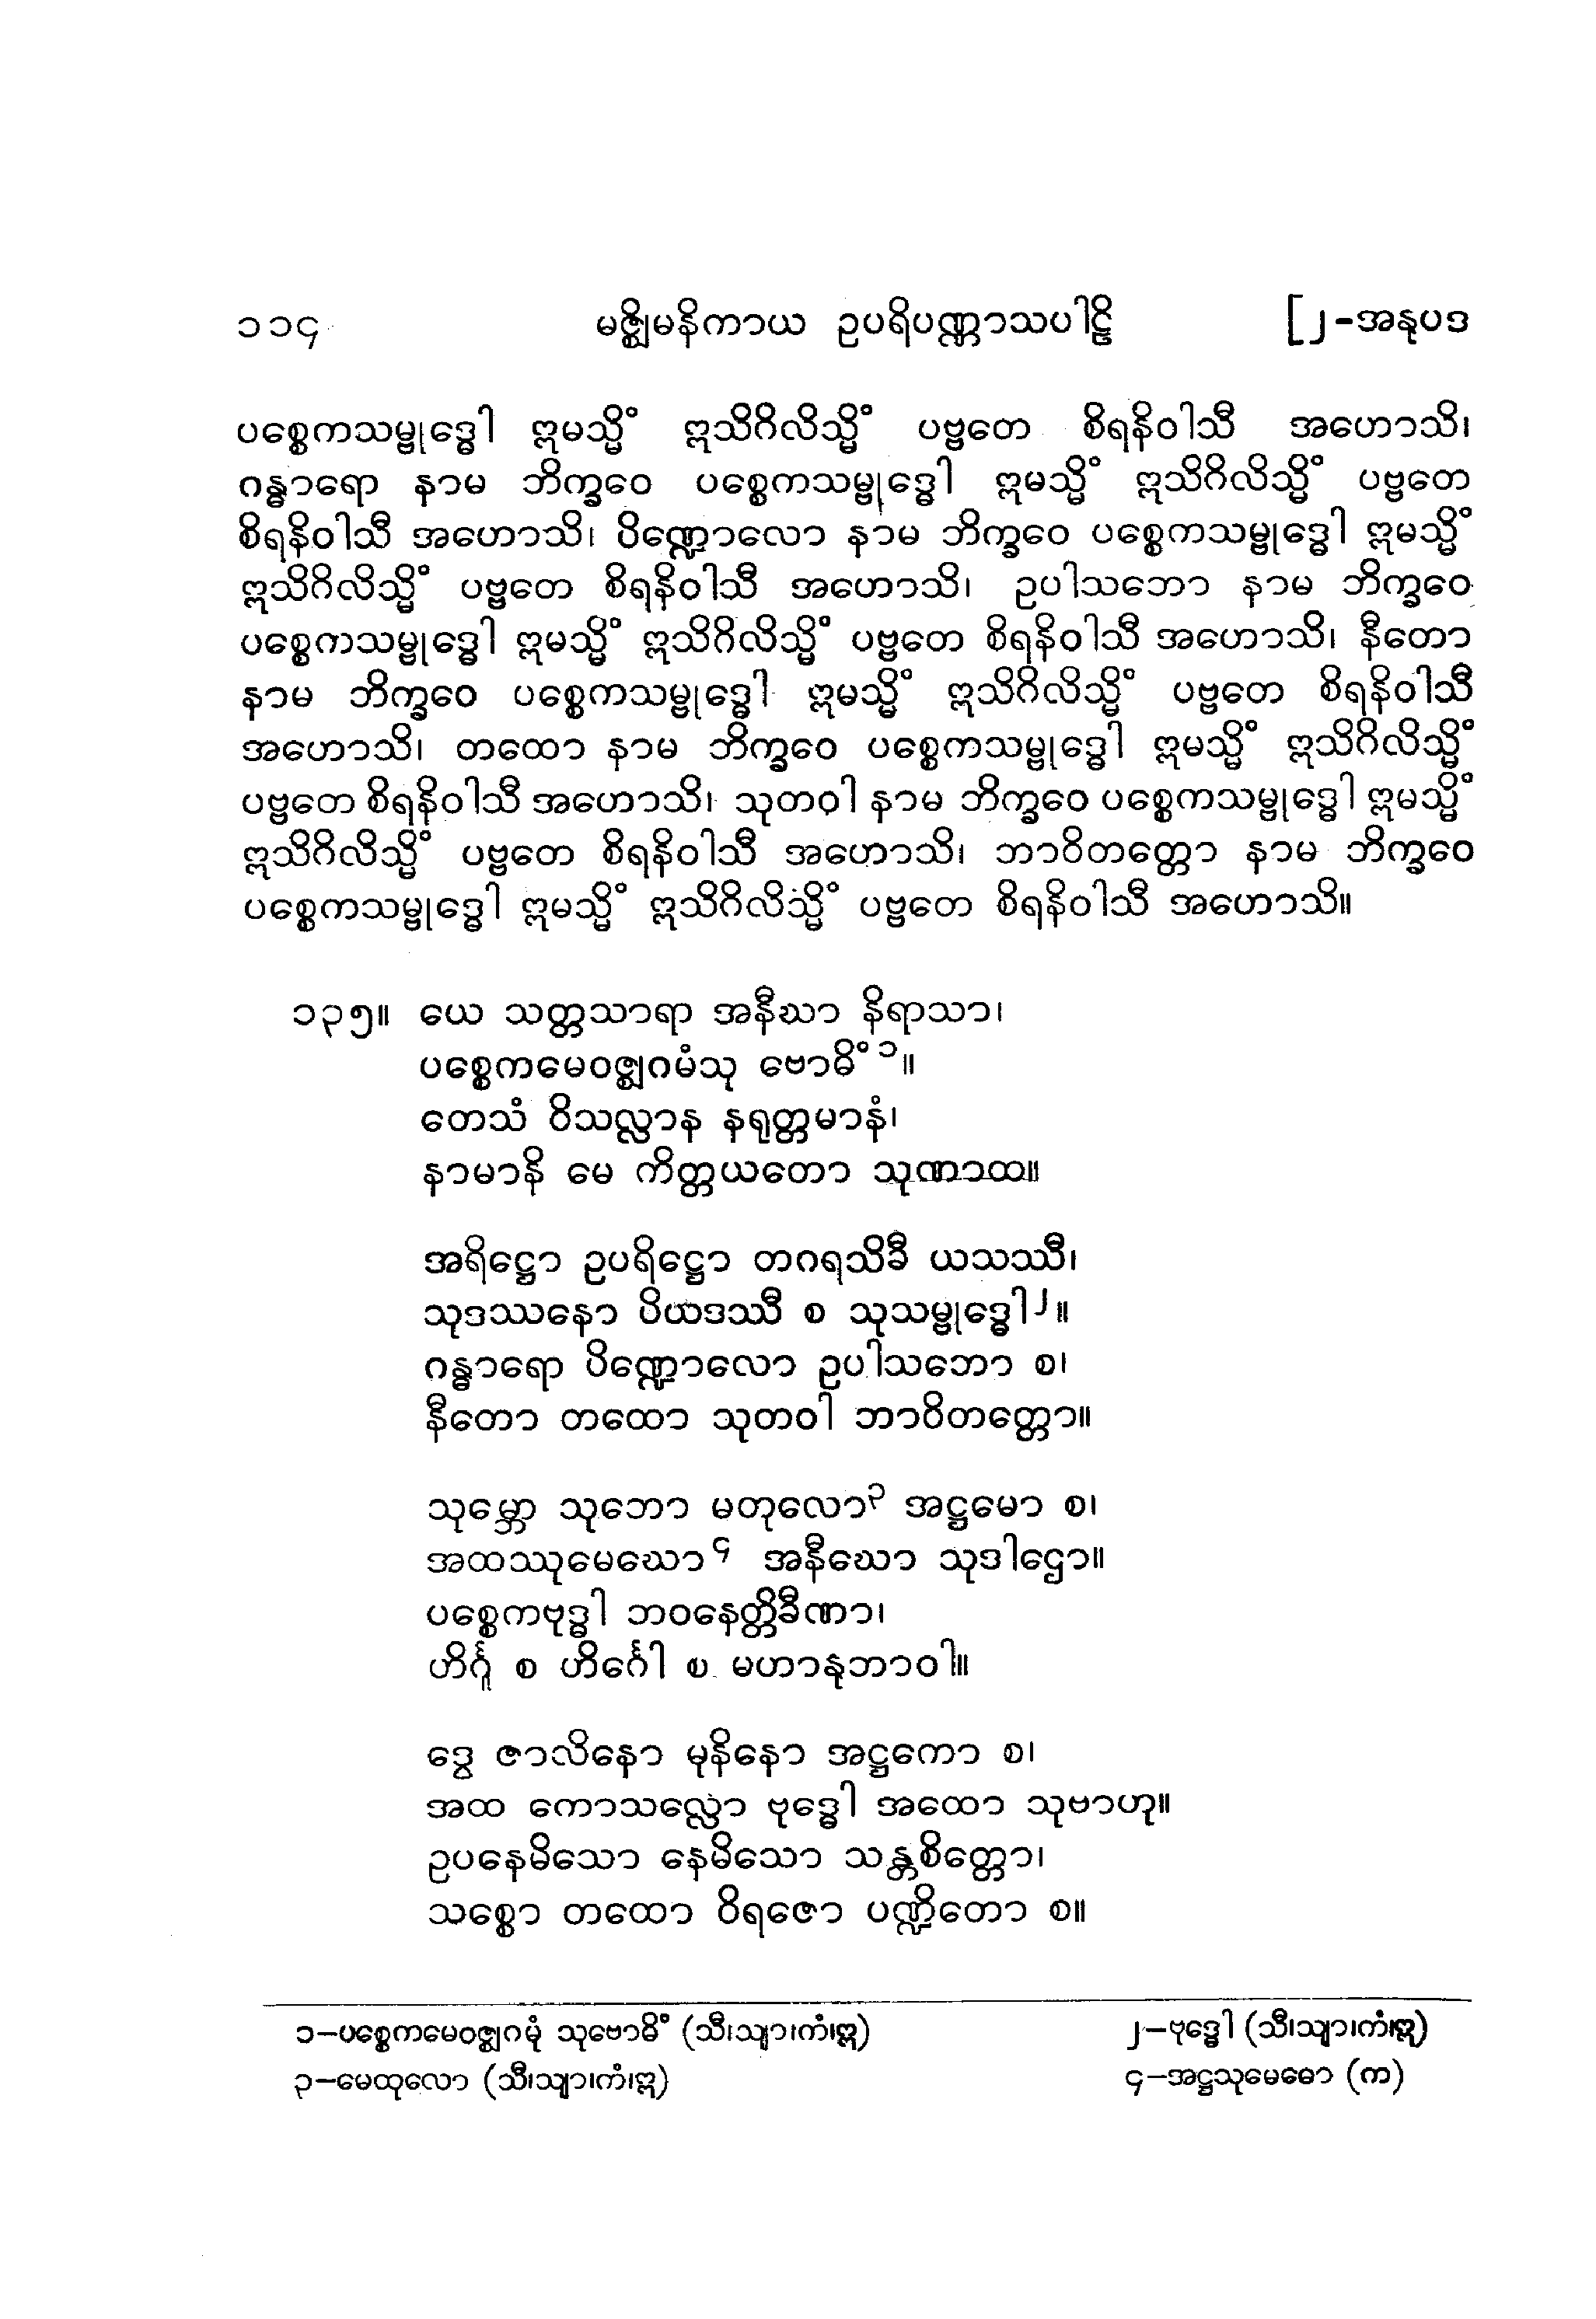 ၁၁၄ မဇ္ဈိမနိကာယ ဥပရိပဏ္ဏာသပါဠိ [၂-အနုပဒ
ပစ္စေကသမ္ဗုဒ္ဓေါ ဣမသ္မိံ ဣသိဂိလိသ္မိံ ပဗ္ဗတေ စိရနိဝါသီ အဟောသိ၊
ဂန္ဓာရော နာမ ဘိက္ခဝေ ပစ္စေကသမ္ဗုဒ္ဓေါ ဣမသ္မိံ ဣသိဂိလိသ္မိံ ပဗ္ဗတေ
စိရနိဝါသီ အဟောသိ၊ ပိဏ္ဍောလော နာမ ဘိက္ခဝေ ပစ္စေကသမ္ဗုဒ္ဓေါ ဣမသ္မိံ
ဣသိဂိလိသ္မိံ ပဗ္ဗတေ စိရနိဝါသီ အဟောသိ၊ ဥပါသဘော နာမ ဘိက္ခဝေ
ပစ္စေကသမ္ဗုဒ္ဓေါ ဣမသ္မိံ ဣသိဂိလိသ္မိံ ပဗ္ဗတေ စိရနိဝါသီ အဟောသိ၊ နီတော
နာမ ဘိက္ခဝေ ပစ္စေကသမ္ဗုဒ္ဓေါ ဣမသ္မိံ ဣသိဂိလိသ္မိံ ပဗ္ဗတေ စိရနိဝါသီ
အဟောသိ၊ တထော နာမ ဘိက္ခဝေ ပစ္စေကသမ္ဗုဒ္ဓေါ ဣမသ္မိံ ဣသိဂိလိသ္မိံ
ပဗ္ဗတေ စိရနိဝါသီ အဟောသိ၊ သုတဝါ နာမ ဘိက္ခဝေ ပစ္စေကသမ္ဗုဒ္ဓေါ ဣမသ္မိံ
ဣသိဂိလိသ္မိံ ပဗ္ဗတေ စိရနိဝါသီ အဟောသိ၊ ဘာဝိတတ္တော နာမ ဘိက္ခဝေ
ပစ္စေကသမ္ဗုဒ္ဓေါ ဣမသ္မိံ ဣသိဂိလိသ္မိံ ပဗ္ဗတေ စိရနိဝါသီ အဟောသိ။
၁၃၅။ ယေ သတ္တသာရာ အနီဃာ နိရာသာ၊
ပစ္စေကမေဝဇ္ဈဂမံသု ဗောဓိံ ၁။
တေသံ ဝိသလ္လာန နရုတ္တမာနံ၊
နာမာနိ မေ ကိတ္တယတော သုဏာထ။
အရိဋ္ဌော ဥပရိဋ္ဌော တဂရသိခီ ယသဿီ၊
သုဒဿနော ပိယဒဿီ စ သုသမ္ဗုဒ္ဓေါ၂။
ဂန္ဓာရော ပိဏ္ဍောလော ဥပါသဘော စ၊
နီတော တထော သုတဝါ ဘာဝိတတ္တော။
သုမ္ဘော သုဘော မတုလော၃ အဋ္ဌမော စ၊
အထဿုမေဃော၄ အနီဃော သုဒါဌော။
ပစ္စေကဗုဒ္ဓါ ဘဝနေတ္တိခီဏာ၊
ဟိင်္ဂူ စ ဟိင်္ဂေါ စ မဟာနုဘာဝါ။
ဒွေ ဇာလိနော မုနိနော အဋ္ဌကော စ၊
အထ ကောသလ္လော ဗုဒ္ဓေါ အထော သုဗာဟု။
ဥပနေမိသော နေမိသော သန္တစိတ္တော၊
သစ္စော တထော ဝိရဇော ပဏ္ဍိတော စ။
၁–ပစ္စေကမေဝဇ္ဈဂမုံ သုဗောဓိံ (သီ၊သျာ၊ကံ၊ဣ) ၂–ဗုဒ္ဓေါ (သီ၊သျာ၊ကံ၊ဣ)
၃–မေထုလော (သီ၊သျာ၊ကံ၊ဣ) ၄–အဋ္ဌသုမေဓော (က)